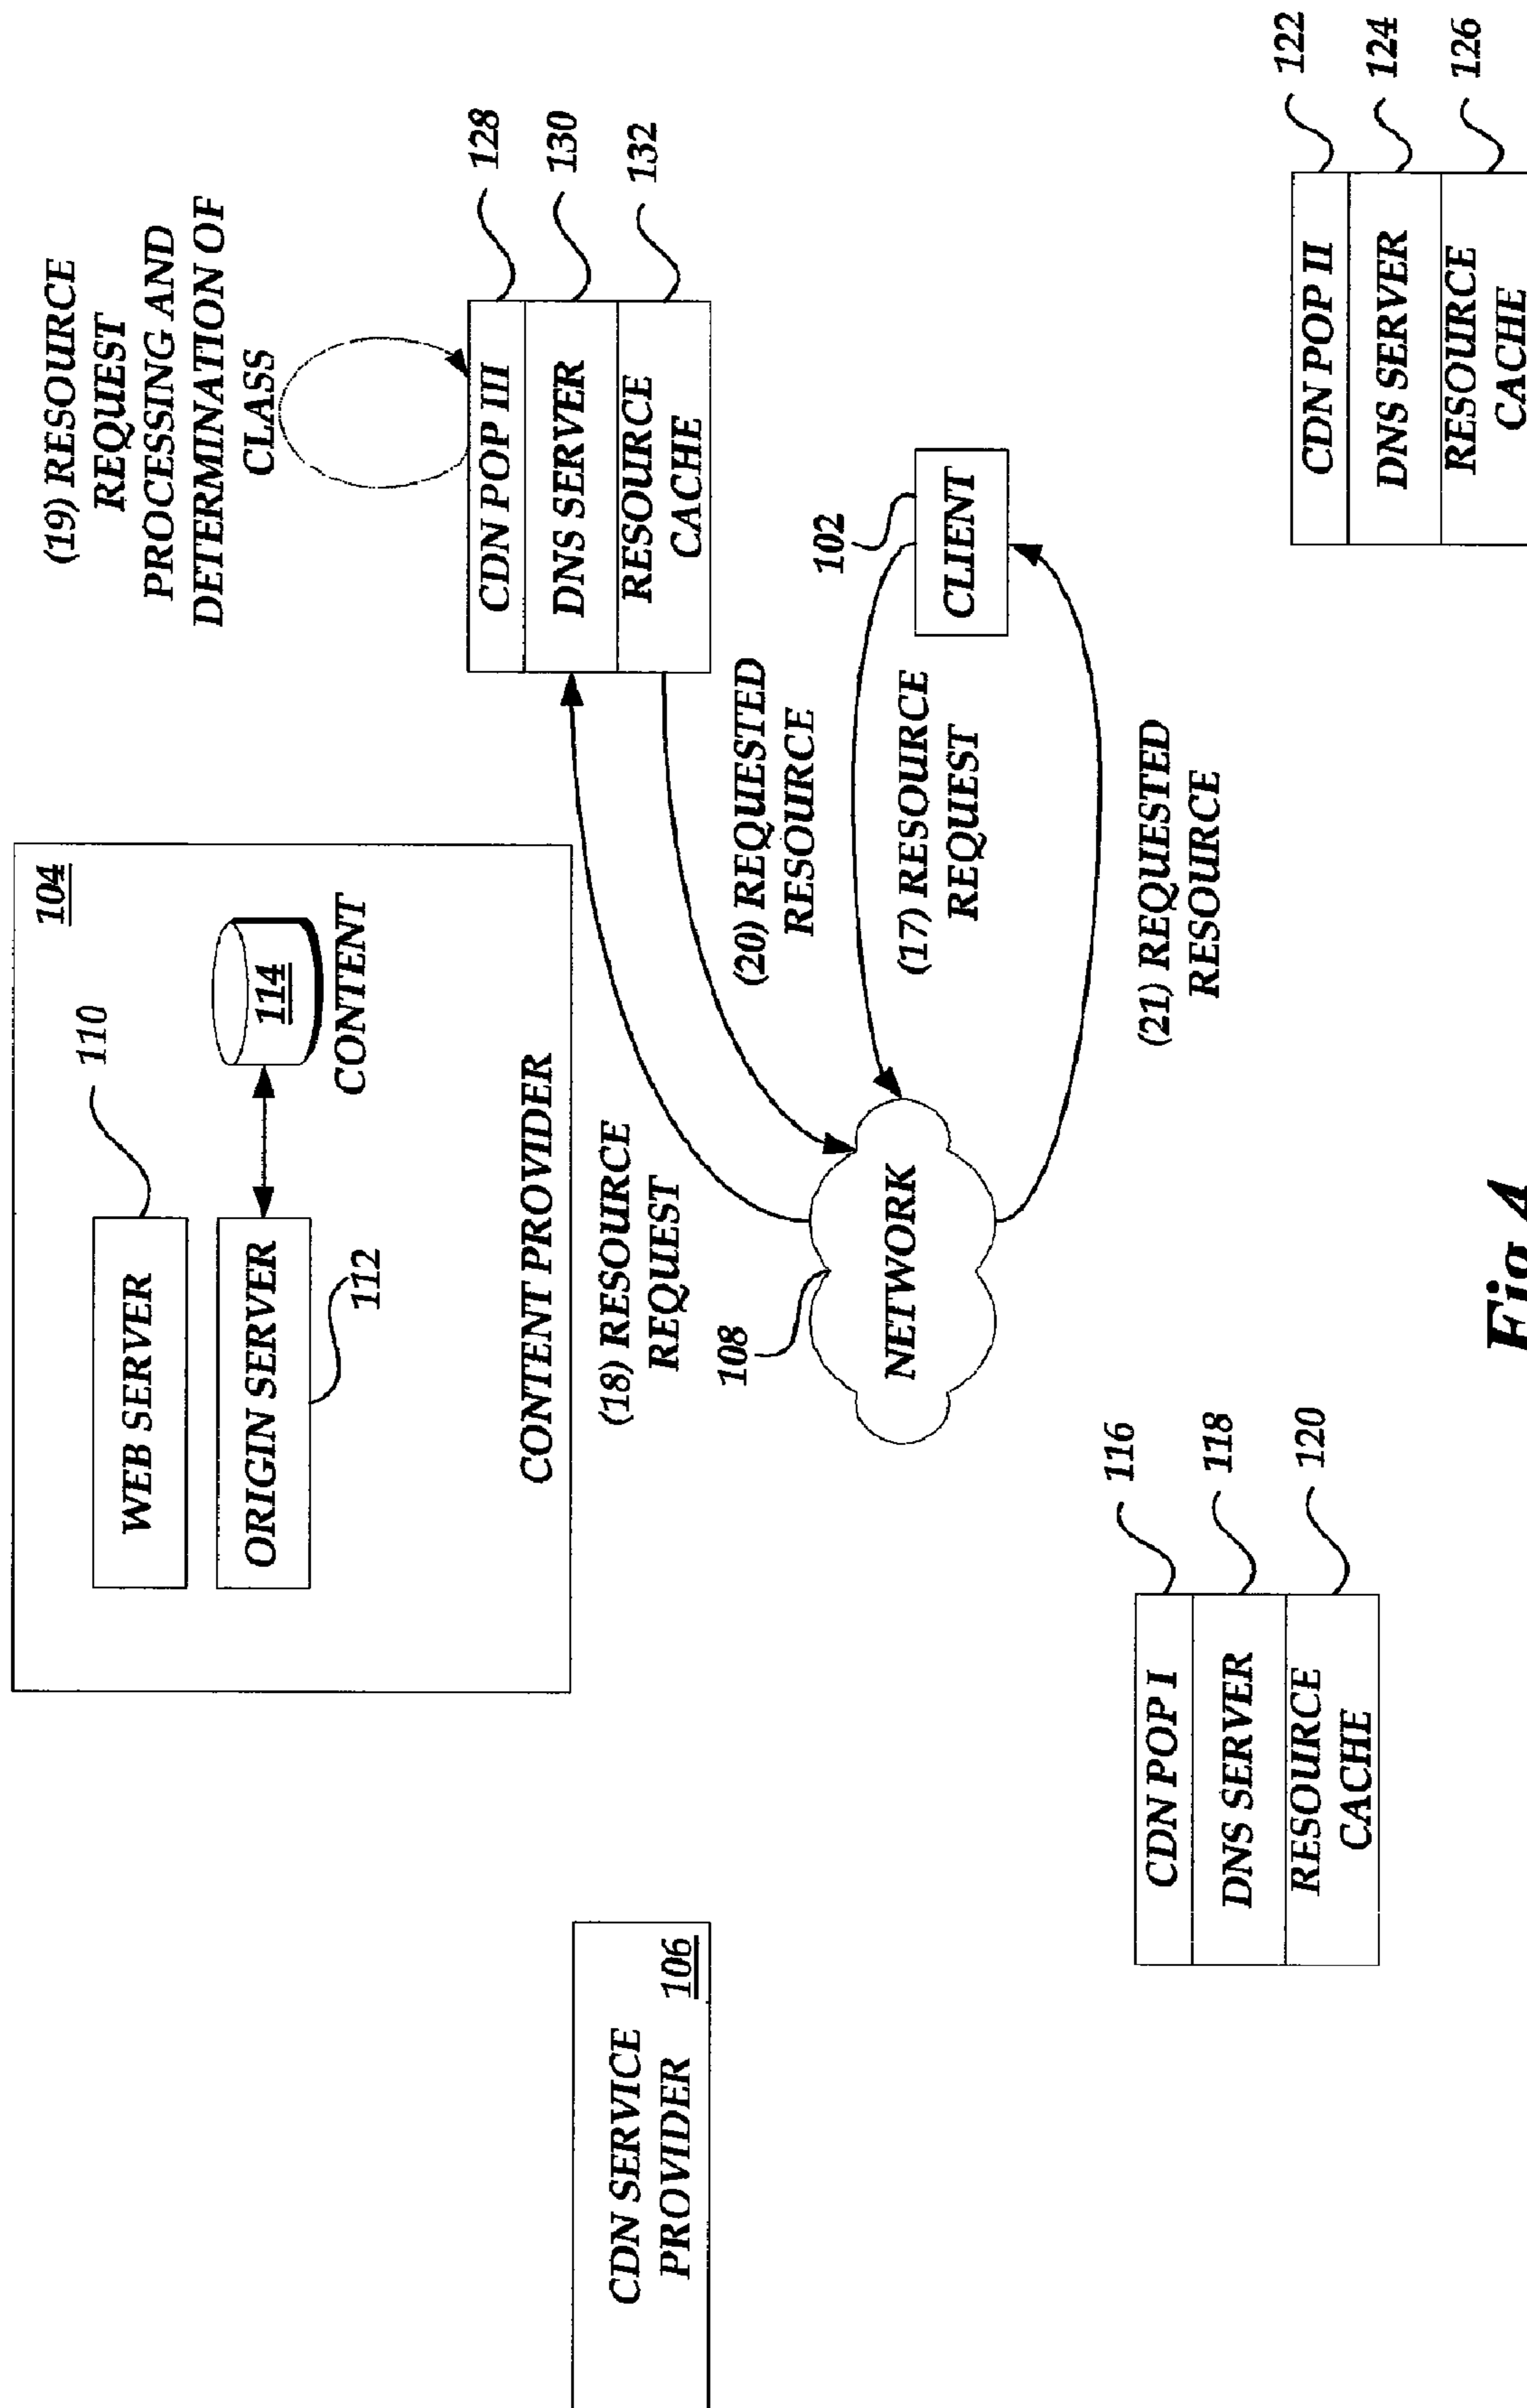 104
WEB SERVER
110
ORIGIN SERVER
112
114
CONTENT
CONTENT PROVIDER
CDN SERVICE
PROVIDER
106
(19) RESOURCE
REQUEST
PROCESSING AND
DETERMINATION OF
CLASS
CDN POP III
DNS SERVER
RESOURCE
CACHE
128
130
132
(18) RESOURCE
REQUEST
(20) REQUESTED
RESOURCE
108
NETWORK
(17) RESOURCE
REQUEST
102
CLIENT
(21) REQUESTED
RESOURCE
CDN POP I
DNS SERVER
RESOURCE
CACHE
116
118
120
CDN POP II
DNS SERVER
RESOURCE
CACHE
122
124
126
Fig.4.